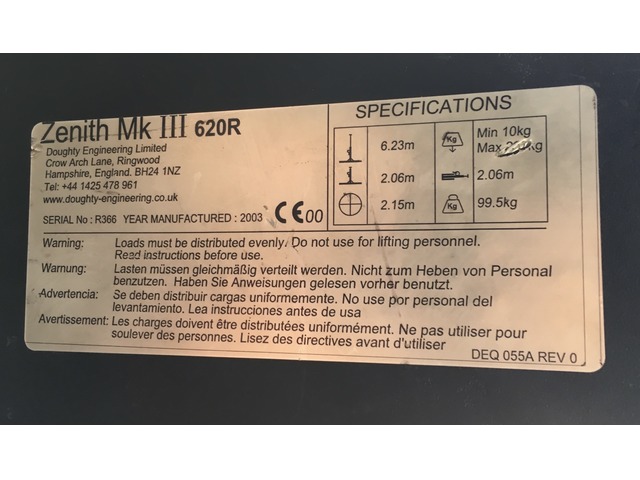 Zenith Mk III 620R
Doughty Engineering Limited
Crow Arch Lane, Ringwood
Hampshire, England. BH24 1NZ
Tel: +44 1425 478 961
www.doughty-engineering.co.uk
SERIAL No : R366 YEAR MANUFACTURED : 2003 CE00
SPECIFICATIONS
6.23m Kg Min 10kg
Max kg
2.06m 2.06m
2.15m Kg 99.5kg
Warning: Loads must be distributed evenly. Do not use for lifting personnel.
Read instructions before use.
Warnung: Lasten müssen gleichmäßig verteilt werden. Nicht zum Heben von Personal
benzutzen. Haben Sie Anweisungen gelesen vorher benutzt.
Advertencia: Se deben distribuir cargas uniformemente. No use por personal del
levantamiento. Lea instrucciones antes de usa
Avertisement: Les charges doivent être distributées uniformément. Ne pas utiliser pour
soulever des personnes. Lisez des directives avant d'utiliser
DEQ 055A REV 0